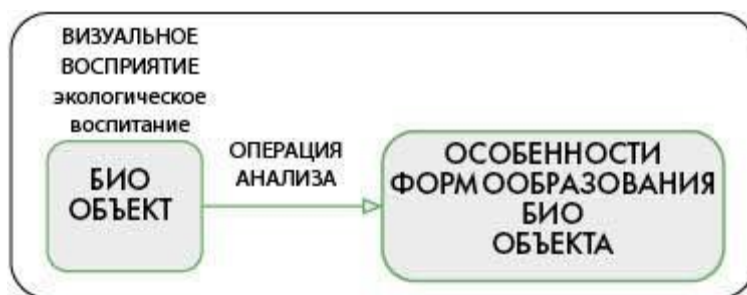 ВИЗУАЛЬНОЕ
ВОСПРИЯТИЕ
экологическое
воспитание
БИО
ОБЪЕКТ
ОПЕРАЦИЯ
АНАЛИЗА
ОСОБЕННОСТИ
ФОРМООБРАЗОВАНИЯ
БИО
ОБЪЕКТА